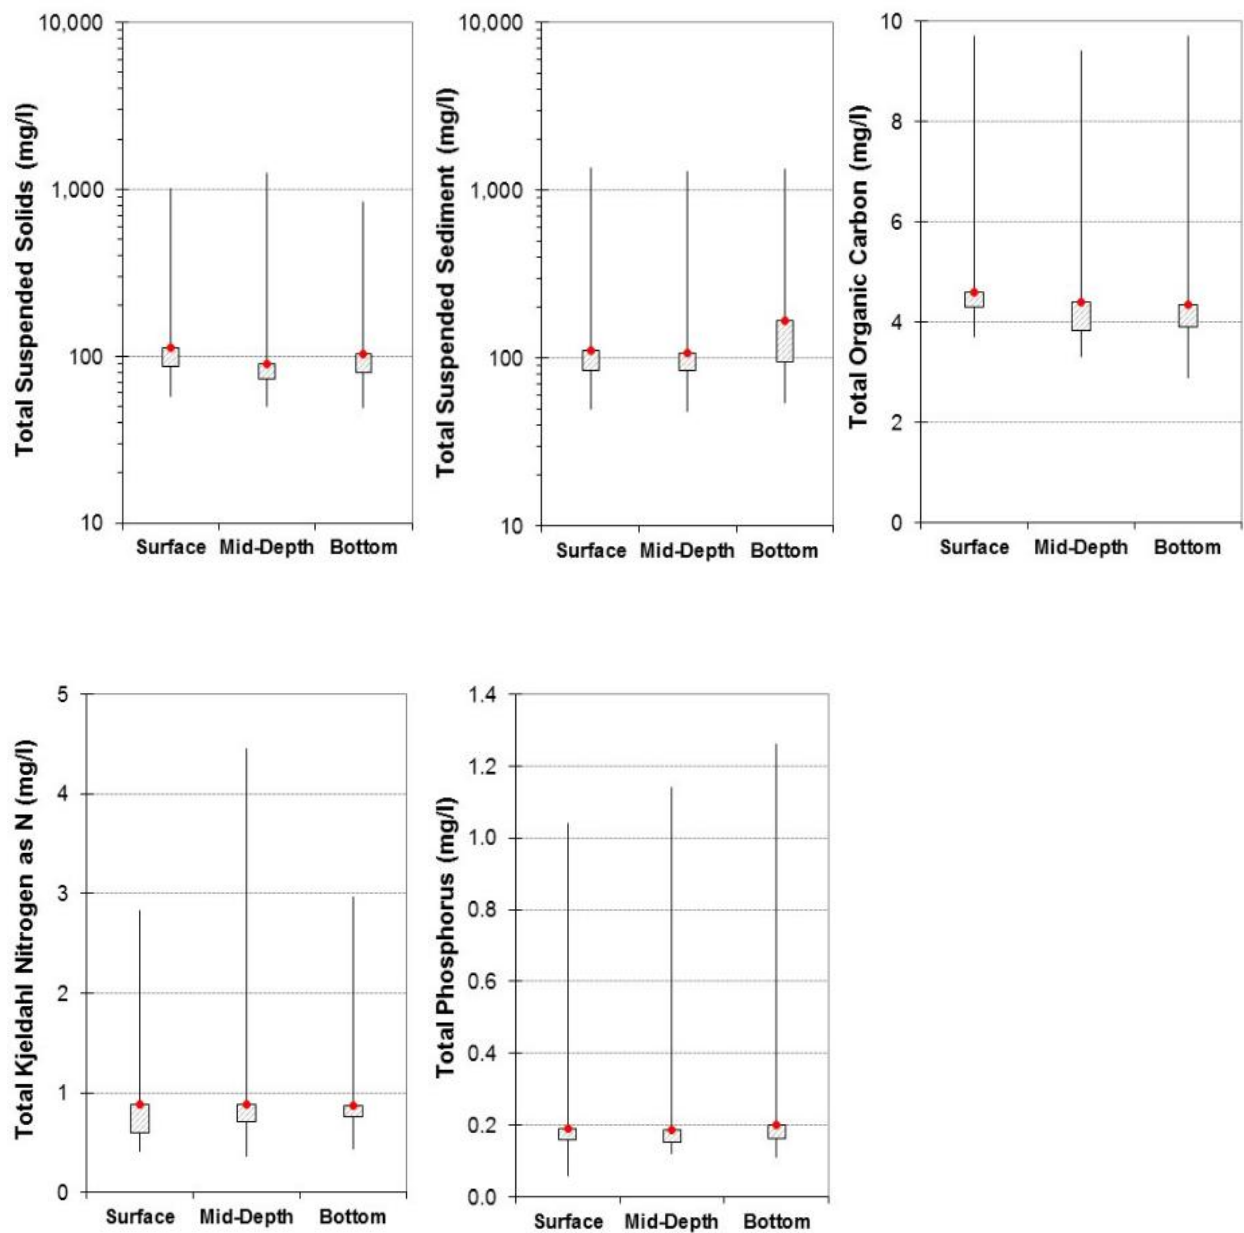 Total Suspended Solids (mg/l)
10,000
1,000
100
10
Surface Mid-Depth Bottom
Total Suspended Sediment (mg/l)
10,000
1,000
100
10
Surface Mid-Depth Bottom
Total Organic Carbon (mg/l)
10
8
6
4
2
0
Surface Mid-Depth Bottom
Total Kjeldahl Nitrogen as N (mg/l)
5
4
3
2
1
0
Surface Mid-Depth Bottom
Total Phosphorus (mg/l)
1.4
1.2
1.0
0.8
0.6
0.4
0.2
0.0
Surface Mid-Depth Bottom